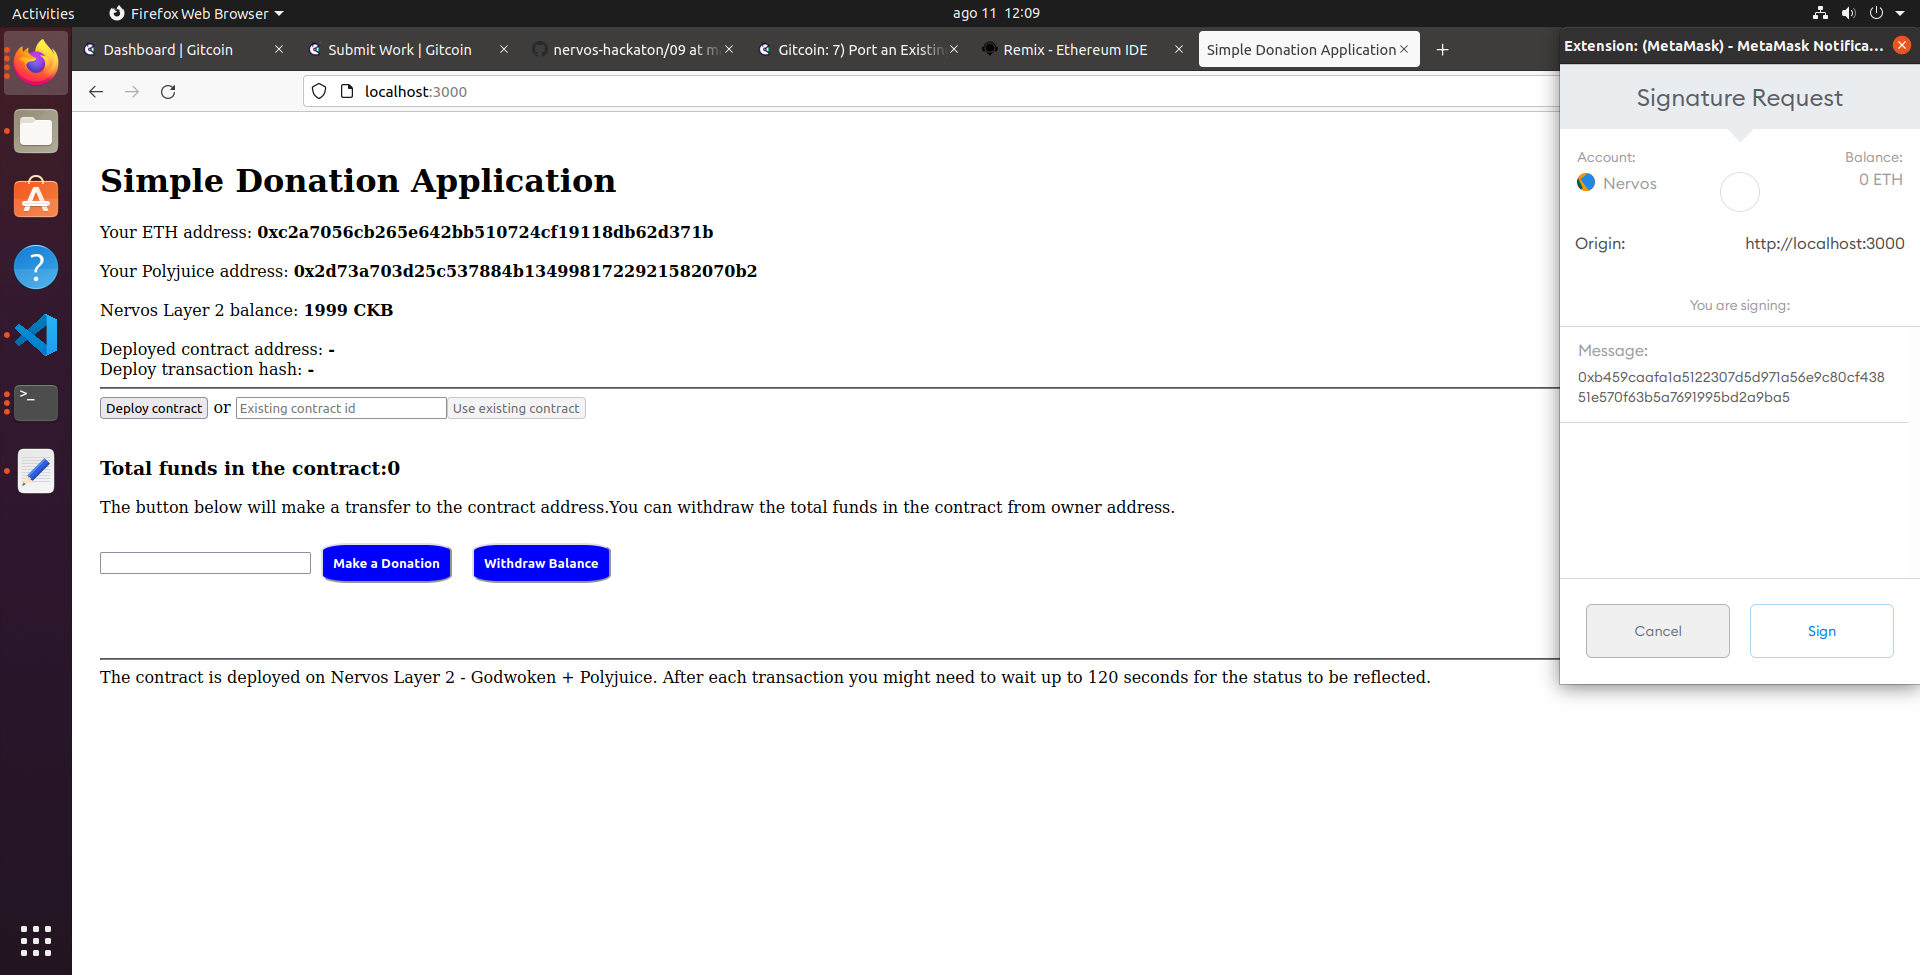 Activities
Firefox Web Browser
ago 11 12:09
Dashboard | Gitcoin
Submit Work | Gitcoin
nervos-hackaton/09 at m
Gitcoin: 7) Port an Existin
Remix - Ethereum IDE
Simple Donation Application
localhost:3000
Simple Donation Application
Your ETH address: 0xc2a7056cb265e642bb510724cf19118db62d371b
Your Polyjuice address: 0x2d73a703d25c537884b1349981722921582070b2
Nervos Layer 2 balance: 1999 CKB
Deployed contract address: -
Deploy transaction hash: -
Deploy contract or Existing contract id Use existing contract
Total funds in the contract:0
The button below will make a transfer to the contract address.You can withdraw the total funds in the contract from owner address.
Make a Donation Withdraw Balance
The contract is deployed on Nervos Layer 2 - Godwoken + Polyjuice. After each transaction you might need to wait up to 120 seconds for the status to be reflected.
Extension: (MetaMask) - MetaMask Notifica...
Signature Request
Account: Balance:
Nervos 0 ETH
Origin: http://localhost:3000
You are signing:
Message:
0xb459caafa1a5122307d5d971a56e9c80cf438
51e570f63b5a7691995bd2a9ba5
Cancel Sign